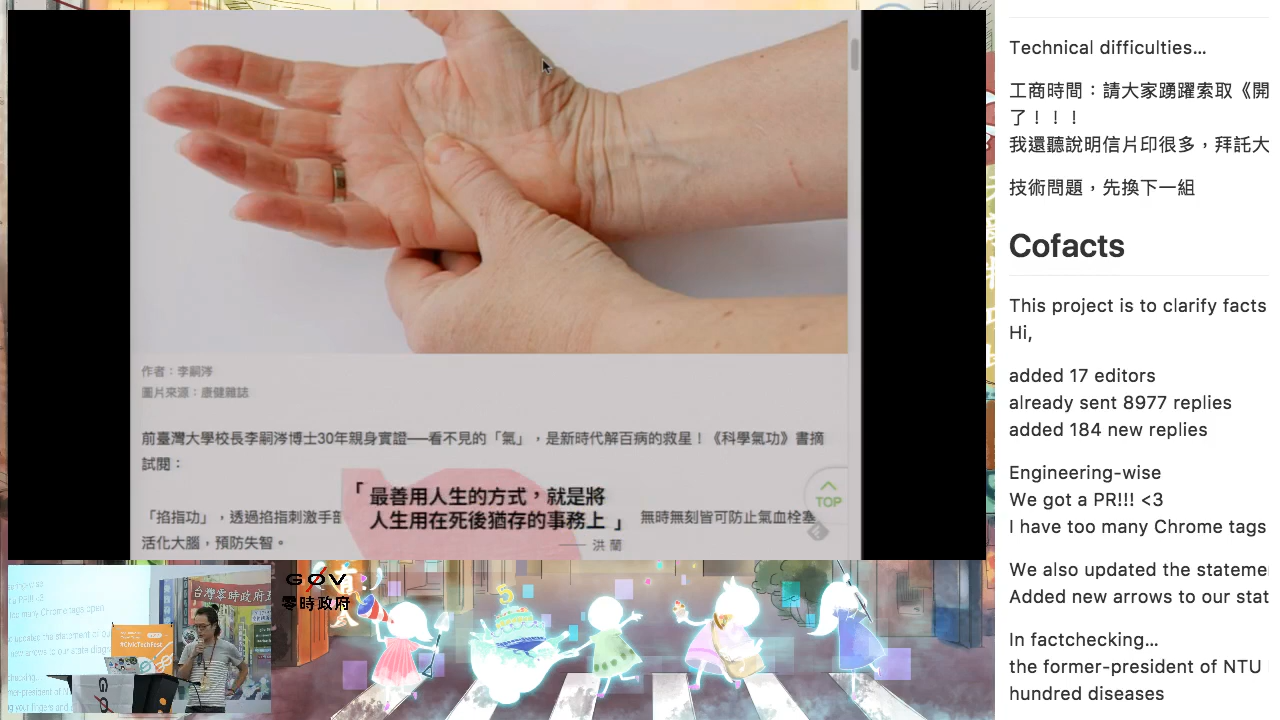 作者：李嗣涔
圖片來源：康健雜誌
前臺灣大學校長李嗣涔博士30年親身實證──看不見的「氣」，是新時代解百病的救星！《科學氣功》書摘
試閱：
「掐指功」，透過掐指刺激手部
無時無刻皆可防止氣血栓塞
活化大腦，預防失智。
「最善用人生的方式，就是將
人生用在死後猶存的事務上」
── 洪蘭
TOP
Technical difficulties...
工商時間：請大家踴躍索取《開
了！！！
我還聽說明信片印很多，拜託大
技術問題，先換下一組
Cofacts
This project is to clarify facts
Hi,
added 17 editors
already sent 8977 replies
added 184 new replies
Engineering-wise
We got a PR!!! <3
I have too many Chrome tags
We also updated the stateme
Added new arrows to our stat
In factchecking...
the former-president of NTU
hundred diseases
G0V
零時政府
台灣零時政府
#CivicTechFest